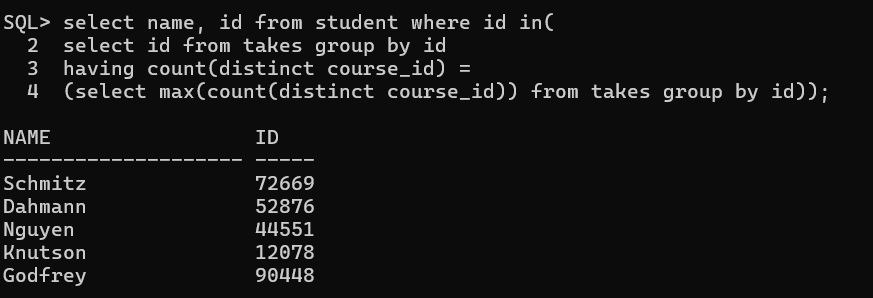 SQL> select name, id from student where id in(
  2  select id from takes group by id
  3  having count(distinct course_id) =
  4  (select max(count(distinct course_id)) from takes group by id));
NAME                 ID
-------------------- -----
Schmitz              72669
Dahmann              52876
Nguyen               44551
Knutson              12078
Godfrey              90448